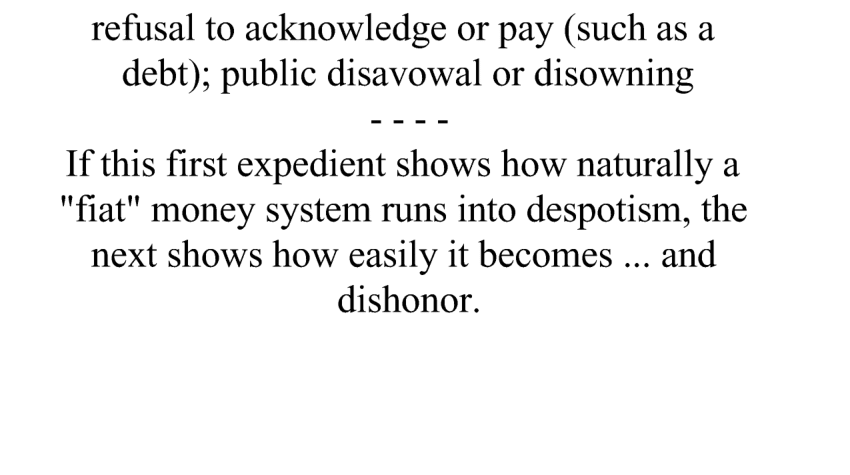 refusal to acknowledge or pay (such as a
debt); public disavowal or disowning
- - - -
If this first expedient shows how naturally a
"fiat" money system runs into despotism, the
next shows how easily it becomes ... and
dishonor.